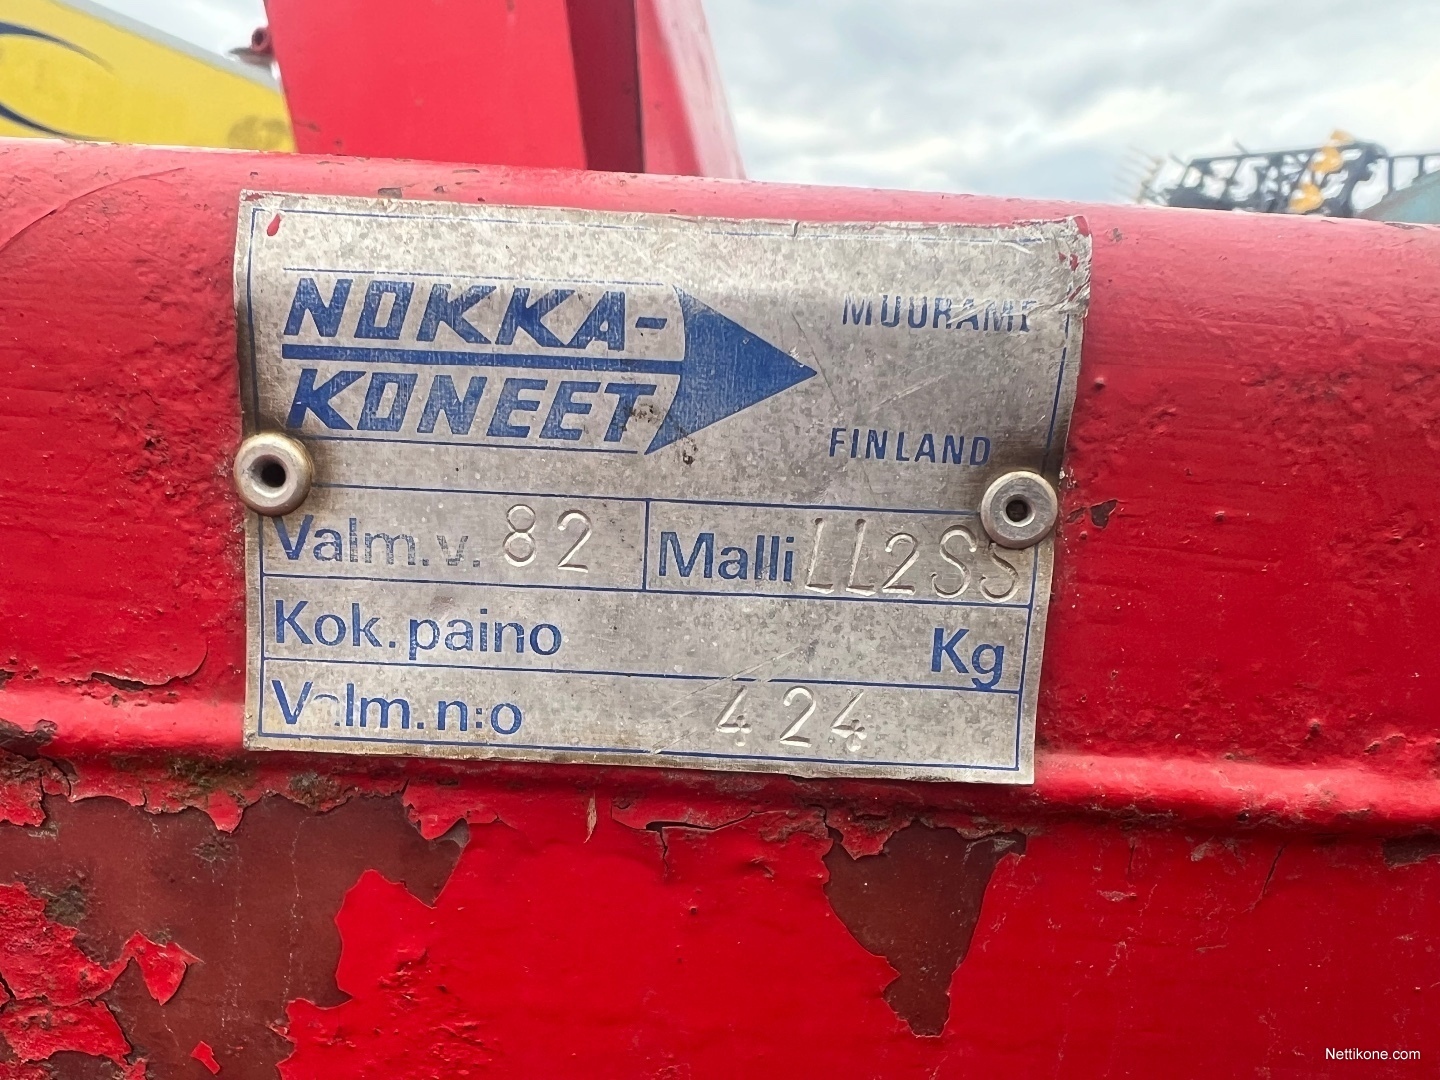 NOKKA-
KONEET
MUURAME
FINLAND
Valm.v. 82 Malli LL2SS
Kok.paino Kg
Valm.n:o 424
Nettikone.com